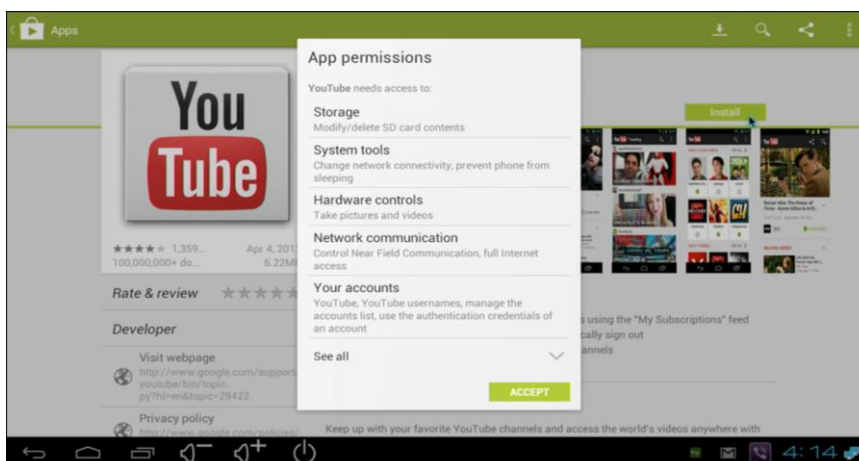 Apps
App permissions
YouTube needs access to:
Storage
Modify/delete SD card contents
System tools
Change network connectivity, prevent phone from
sleeping
Hardware controls
Take pictures and videos
Network communication
Control Near Field Communication, full Internet
access
Your accounts
YouTube, YouTube usernames, manage the
accounts list, use the authentication credentials of
an account
See all
ACCEPT
Install
You
Tube
1,359...
Apr 4, 201
100,000,000+ do...
6.22M
Rate & review
Developer
Visit webpage
http://www.google.com/support
youtube/bin/topic.
py?hl=en&topic=29422
Privacy policy
http://www.google.com/policies/
s using the "My Subscriptions" feed
cally sign out
annels
Keep up with your favorite YouTube channels and access the world's videos anywhere with
4:14